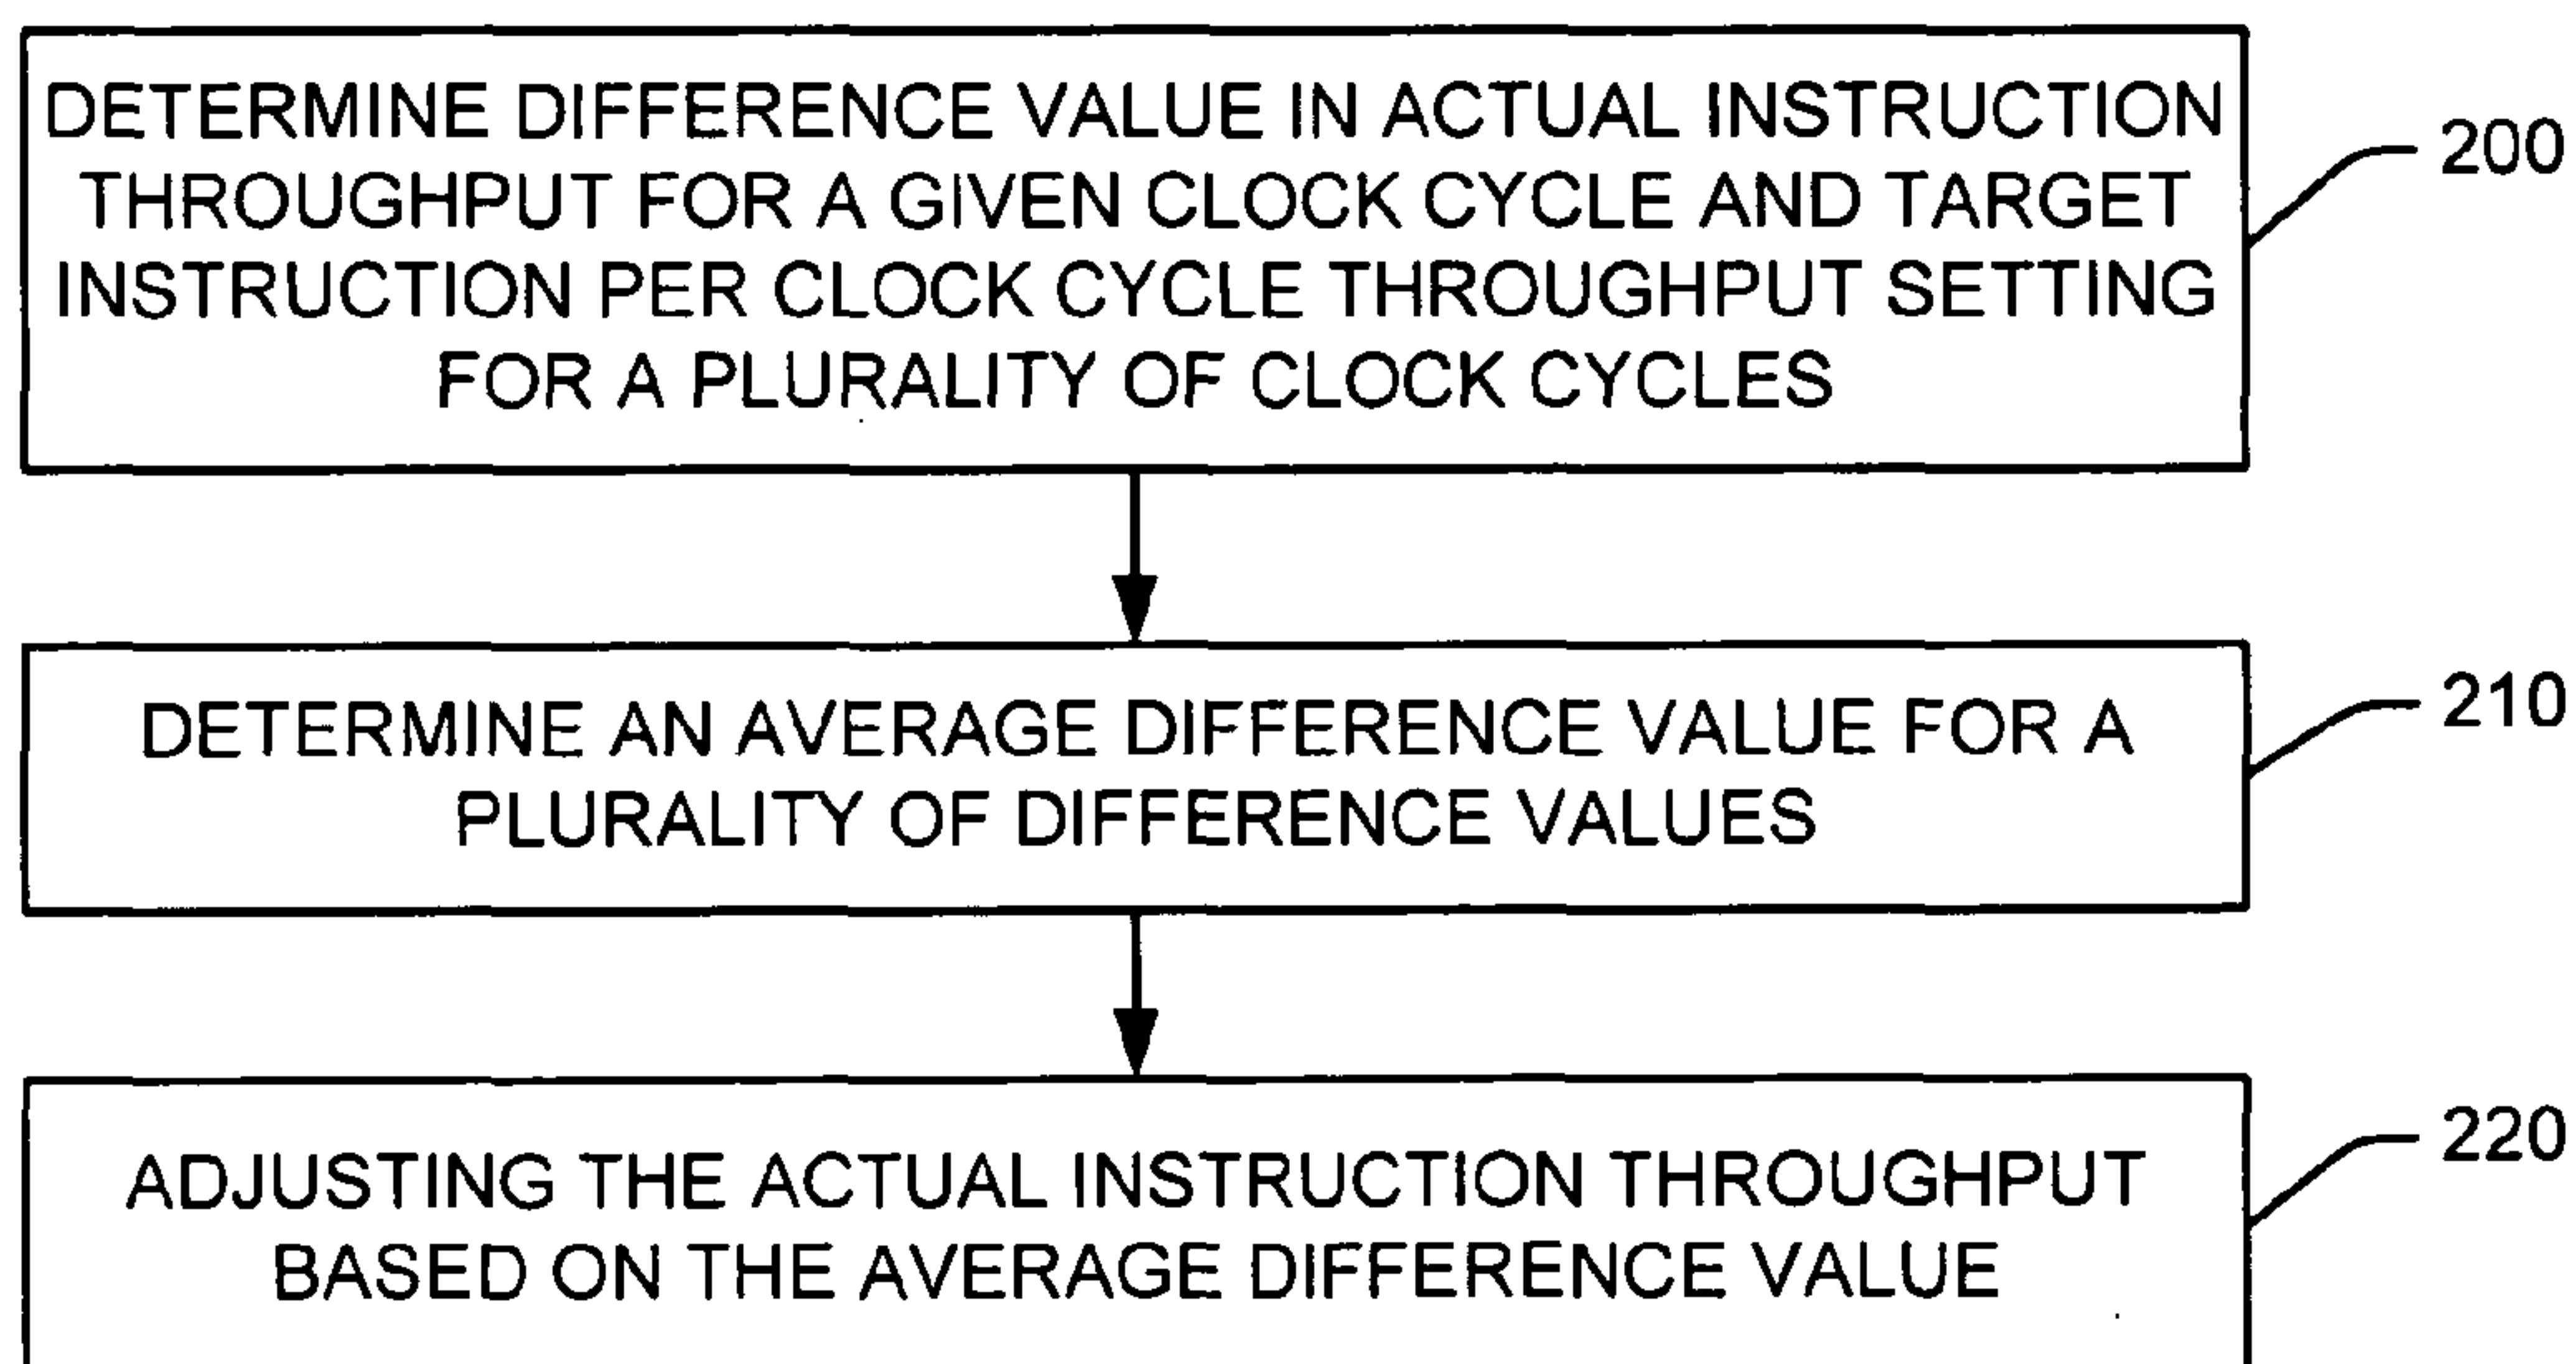 DETERMINE DIFFERENCE VALUE IN ACTUAL INSTRUCTION
THROUGHPUT FOR A GIVEN CLOCK CYCLE AND TARGET
INSTRUCTION PER CLOCK CYCLE THROUGHPUT SETTING
FOR A PLURALITY OF CLOCK CYCLES
200
DETERMINE AN AVERAGE DIFFERENCE VALUE FOR A
PLURALITY OF DIFFERENCE VALUES
210
ADJUSTING THE ACTUAL INSTRUCTION THROUGHPUT
BASED ON THE AVERAGE DIFFERENCE VALUE
220